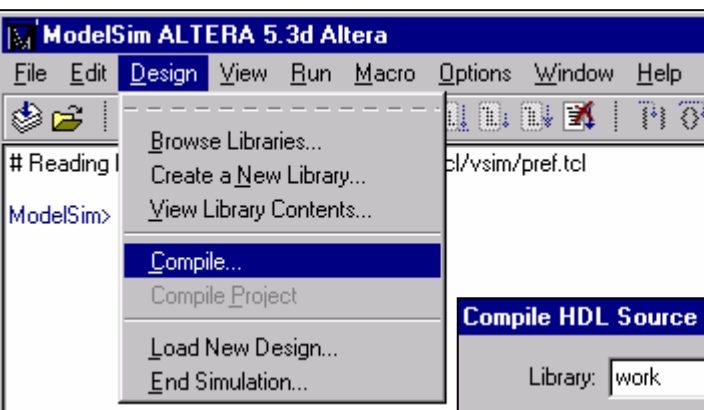 ModelSim ALTERA 5.3d Altera
File Edit Design View Run Macro Options Window Help
Browse Libraries...
# Reading
cl/vsim/pref.tcl
Create a New Library...
ModelSim>
View Library Contents...
Compile...
Compile Project
Compile HDL Source
Load New Design...
Library: work
End Simulation...